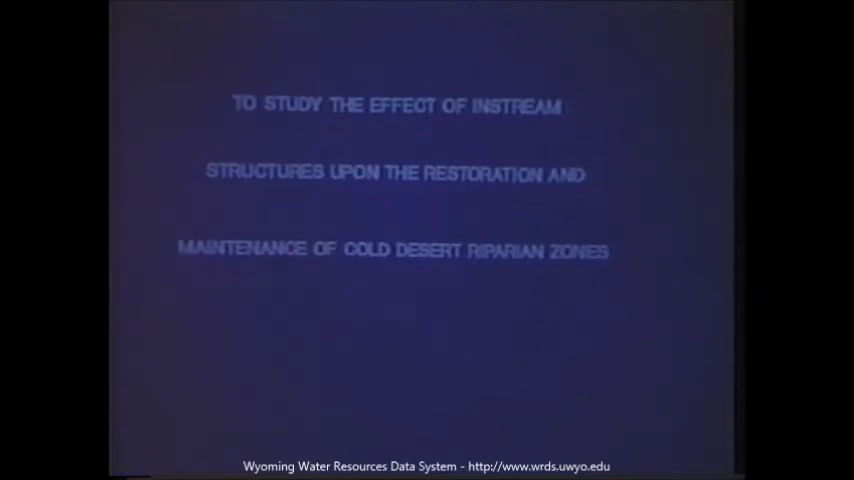 TO STUDY THE EFFECT OF INSTREAM
STRUCTURES UPON THE RESTORATION AND
MAINTENANCE OF COLD DESERT RIPARIAN ZONES
Wyoming Water Resources Data System - http://www.wrds.uwyo.edu